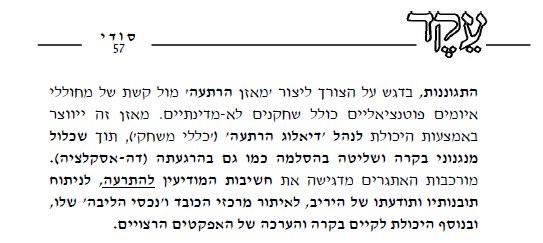 עֵקֶד
סודי
57
התגוננות, בדגש על הצורך ליצור 'מאזן הרתעה' מול קשת של מחוללי
איומים פוטנציאליים כולל שחקנים לא-מדינתיים. מאזן זה ייווצר
באמצעות היכולת לנהל 'דיאלוג הרתעה' ('כללי משחק'), תוך שכלול
מנגנוני בקרה ושליטה בהסלמה כמו גם בהרגעתה (דה-אסקלציה).
מורכבות האתגרים מדגישה את חשיבות המודיעין להתרעה, לניתוח
תובנותיו ותודעתו של היריב, לאיתור מרכזי הכובד ו'נכסי הליבה' שלו,
ובנוסף היכולת לקיים בקרה והערכה של האפקטים הרצויים.